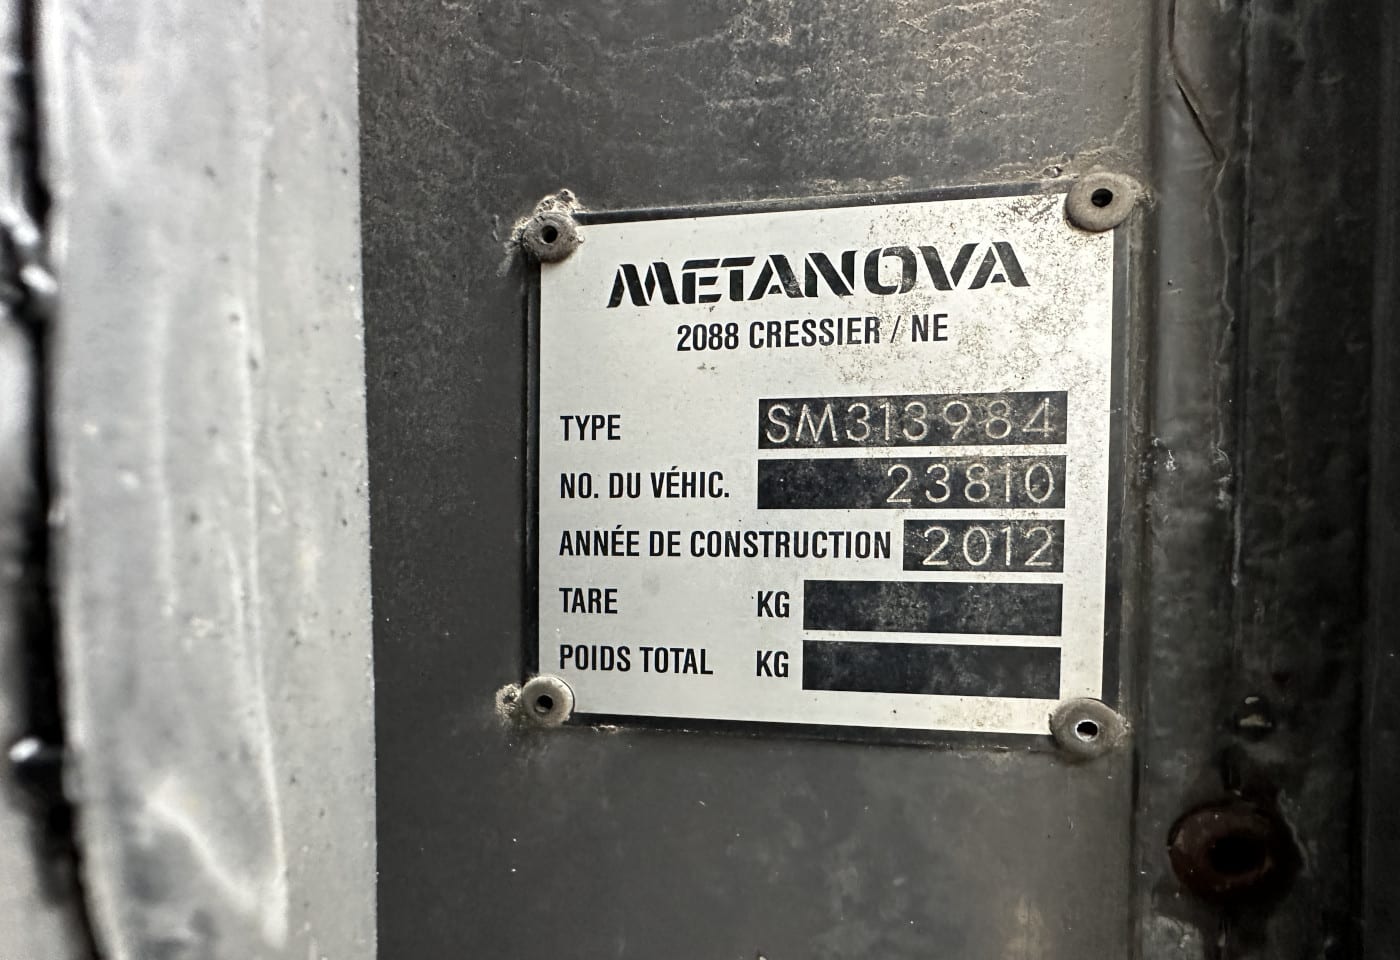 METANOVA
2088 CRESSIER / NE
TYPE SM313984
NO. DU VÉHIC. 23810
ANNÉE DE CONSTRUCTION 2012
TARE KG
POIDS TOTAL KG